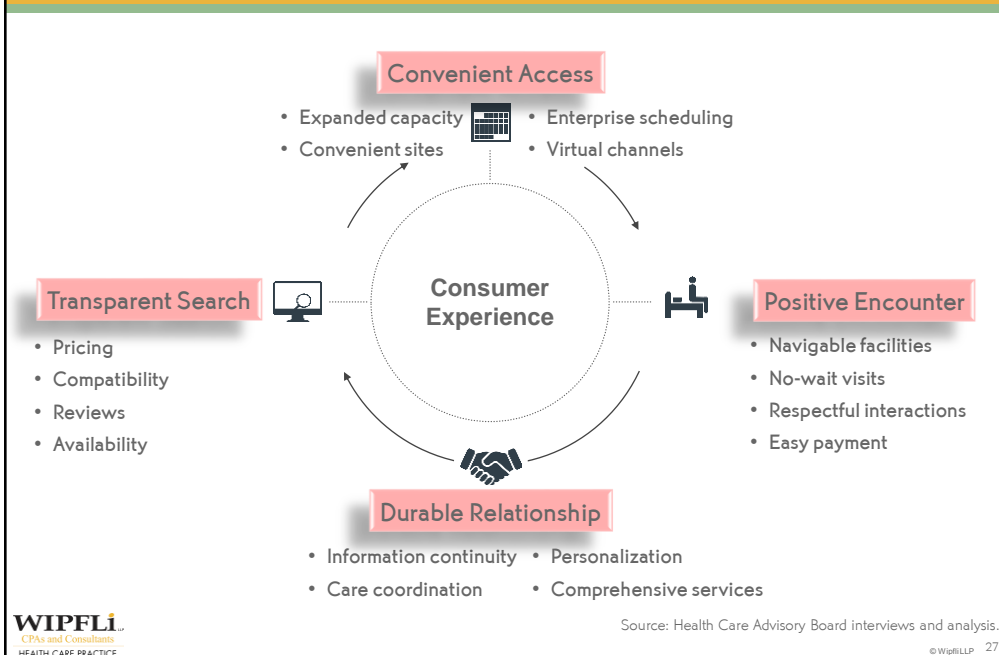 Convenient Access
• Expanded capacity
• Convenient sites
• Enterprise scheduling
• Virtual channels
Transparent Search
• Pricing
• Compatibility
• Reviews
• Availability
Consumer
Experience
Positive Encounter
• Navigable facilities
• No-wait visits
• Respectful interactions
• Easy payment
Durable Relationship
• Information continuity
• Care coordination
• Personalization
• Comprehensive services
WIPFLi LLP
CPAs and Consultants
HEALTH CARE PRACTICE
Source: Health Care Advisory Board interviews and analysis.
© Wipfli LLP 27